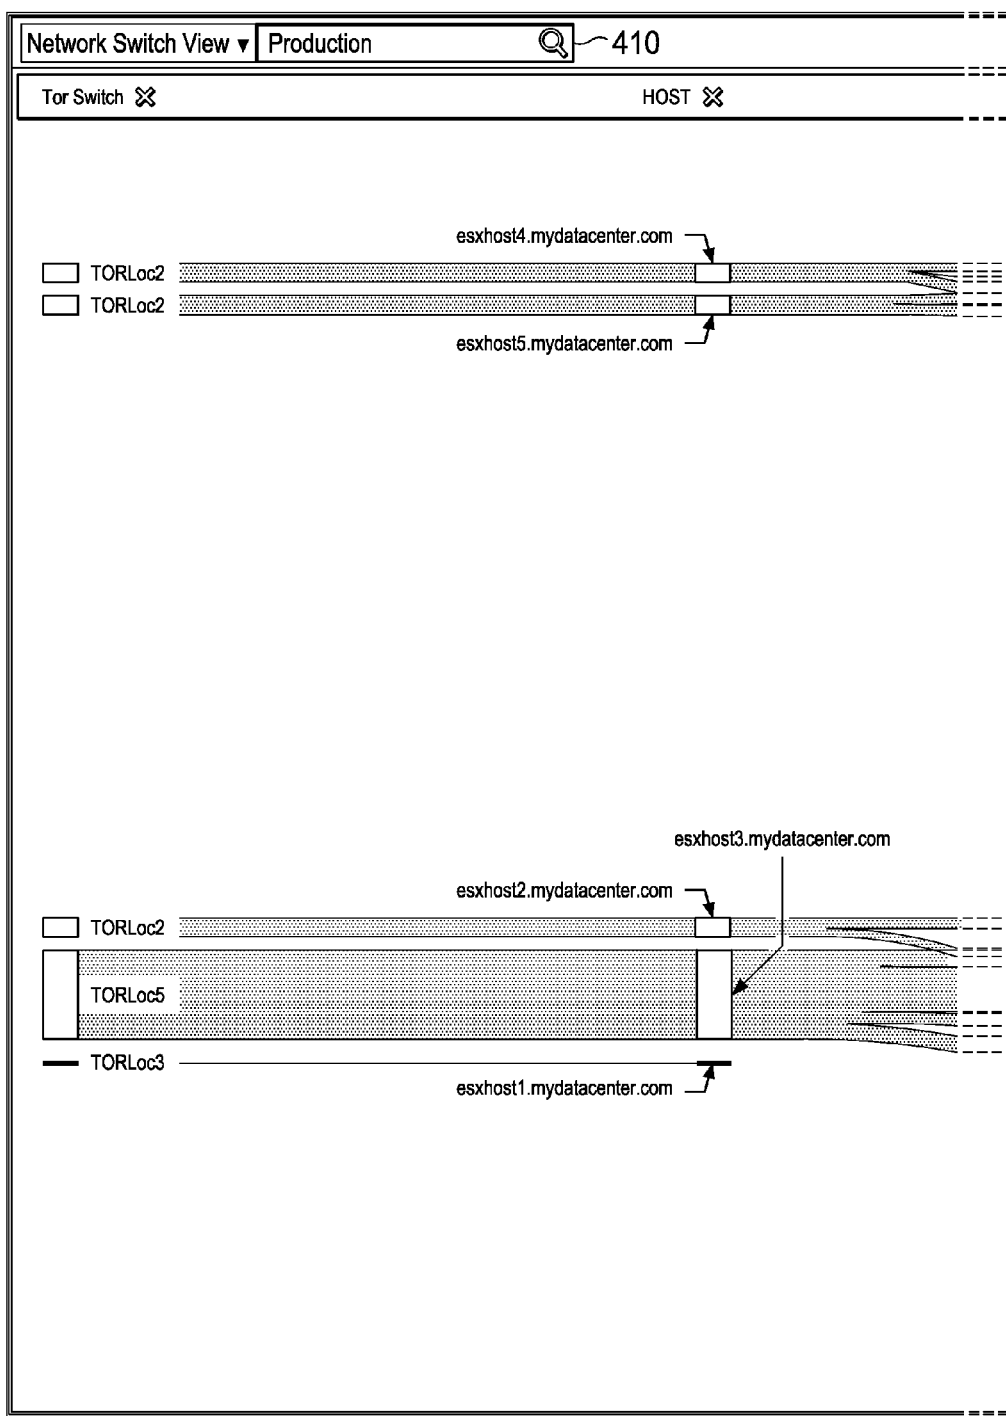 Network Switch View ▼ Production 410
Tor Switch HOST
esxhost4.mydatacenter.com
TORLoc2
TORLoc2
esxhost5.mydatacenter.com
esxhost3.mydatacenter.com
esxhost2.mydatacenter.com
TORLoc2
TORLoc5
TORLoc3
esxhost1.mydatacenter.com